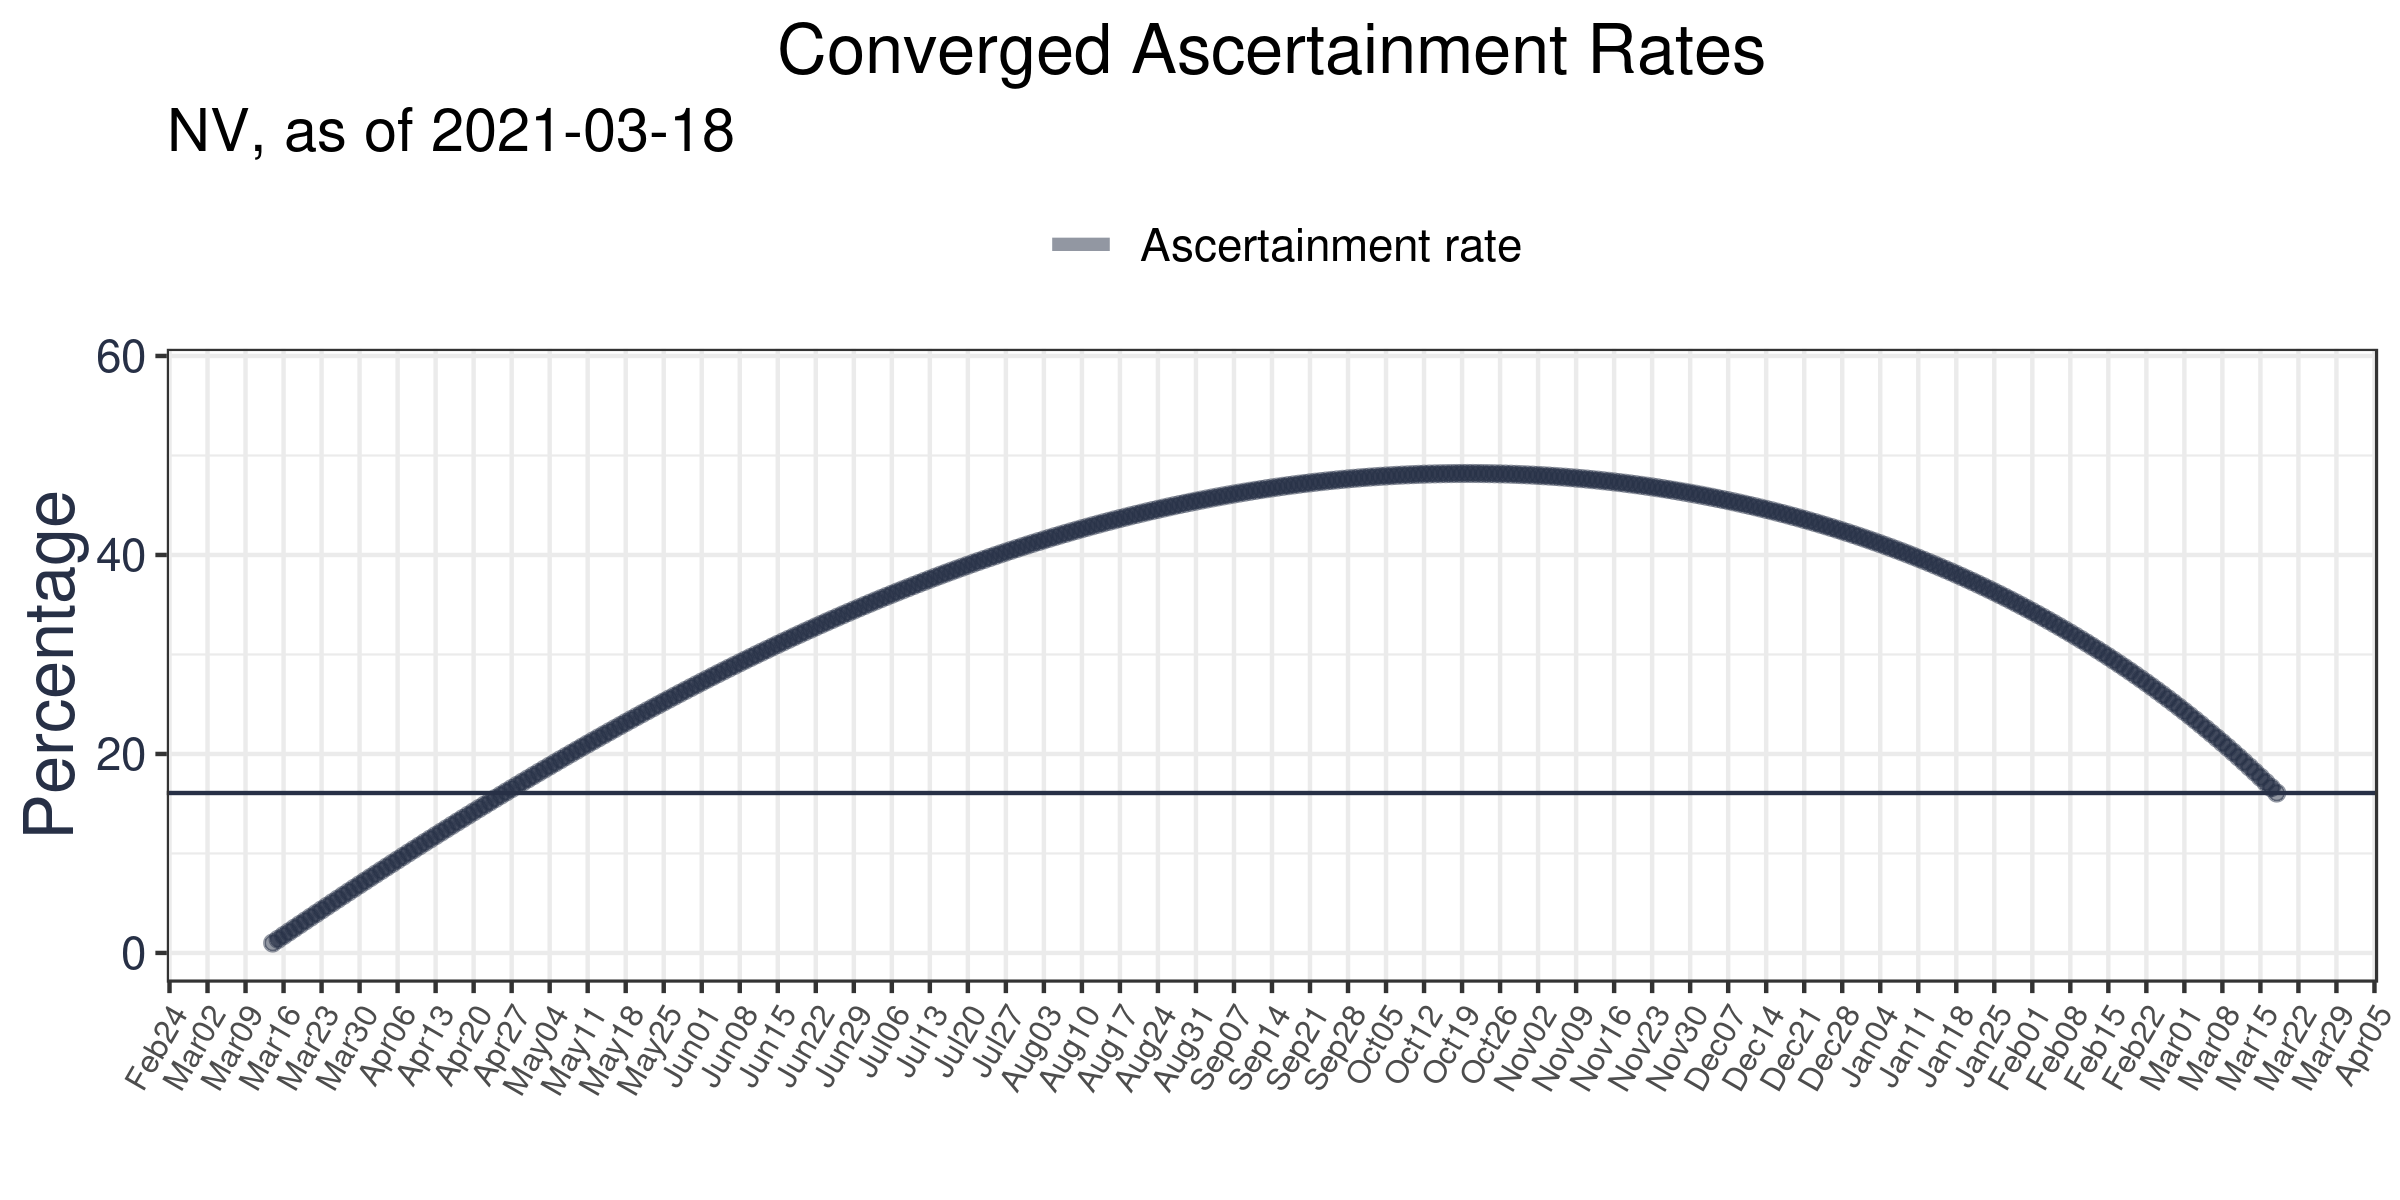 Converged Ascertainment Rates
NV, as of 2021-03-18
Ascertainment rate
Percentage
60
40
20
0
Feb24
Mar02
Mar09
Mar16
Mar23
Mar30
Apr06
Apr13
Apr20
Apr27
May04
May11
May18
May25
Jun01
Jun08
Jun15
Jun22
Jun29
Jul06
Jul13
Jul20
Jul27
Aug03
Aug10
Aug17
Aug24
Aug31
Sep07
Sep14
Sep21
Sep28
Oct05
Oct12
Oct19
Oct26
Nov02
Nov09
Nov16
Nov23
Nov30
Dec07
Dec14
Dec21
Dec28
Jan04
Jan11
Jan18
Jan25
Feb01
Feb08
Feb15
Feb22
Mar01
Mar08
Mar15
Mar22
Mar29
Apr05